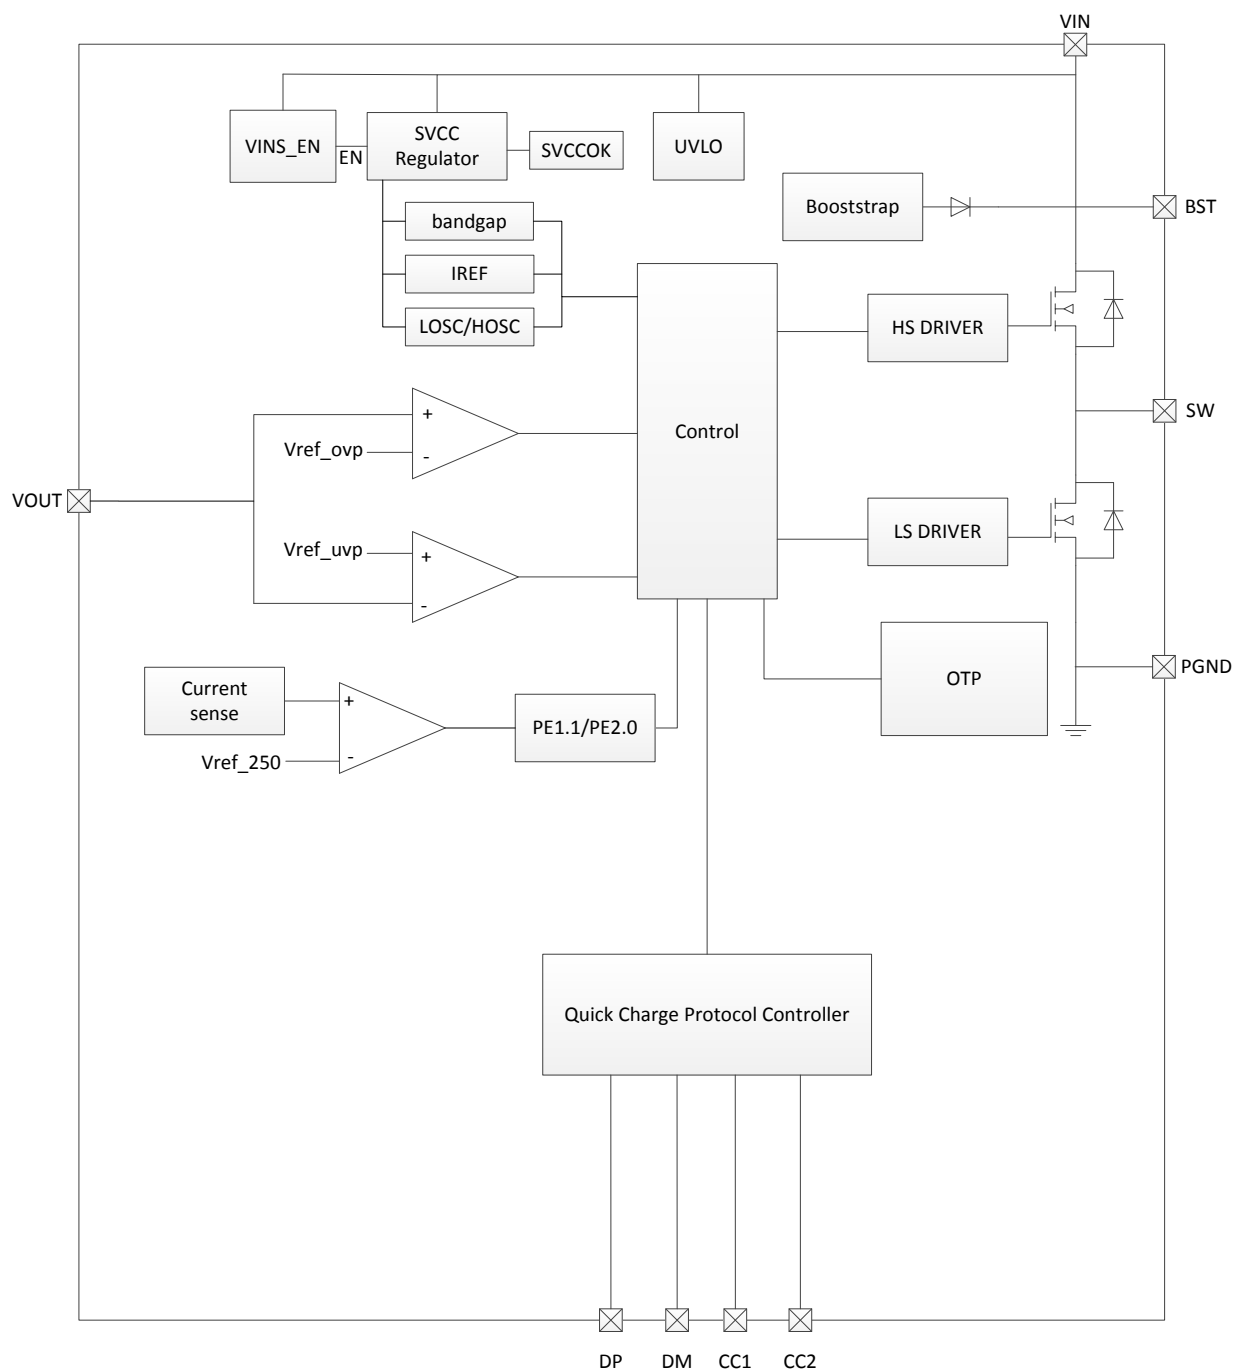 VIN
VINS_EN
EN
SVCC
Regulator
SVCCOK
UVLO
Booststrap
BST
bandgap
IREF
LOSC/HOSC
HS DRIVER
+
Vref_ovp
-
Control
SW
VOUT
Vref_uvp
+
-
LS DRIVER
Current
sense
+
Vref_250
-
PE1.1/PE2.0
OTP
PGND
Quick Charge Protocol Controller
DP
DM
CC1
CC2